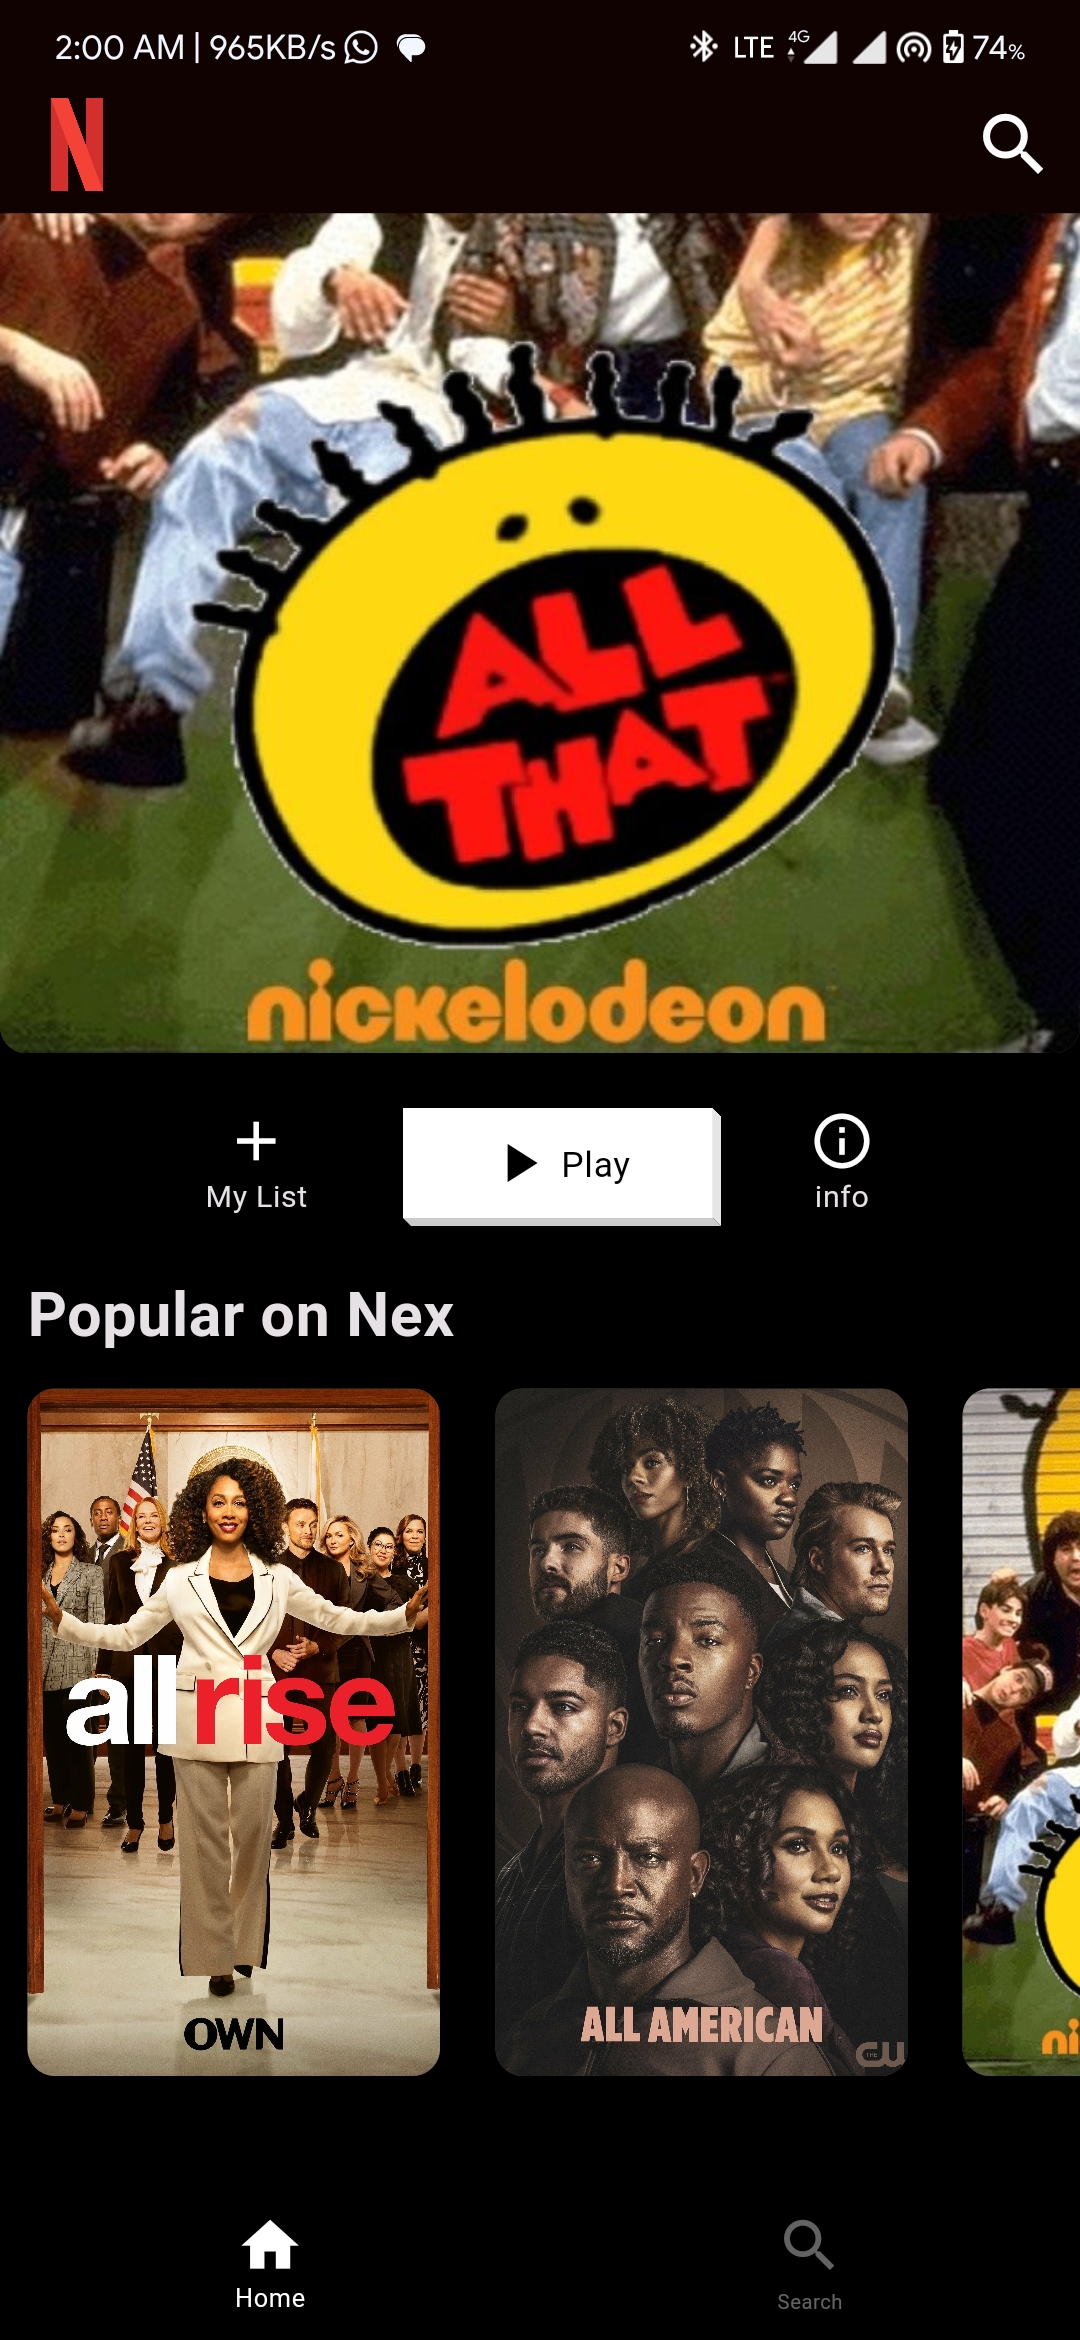 2:00 AM | 965KB/s
LTE 4G 74%
N
ALL
THAT
nickelodeon
My List
Play
info
Popular on Nex
all rise
OWN
ALL AMERICAN
THE CW
ni
Home
Search